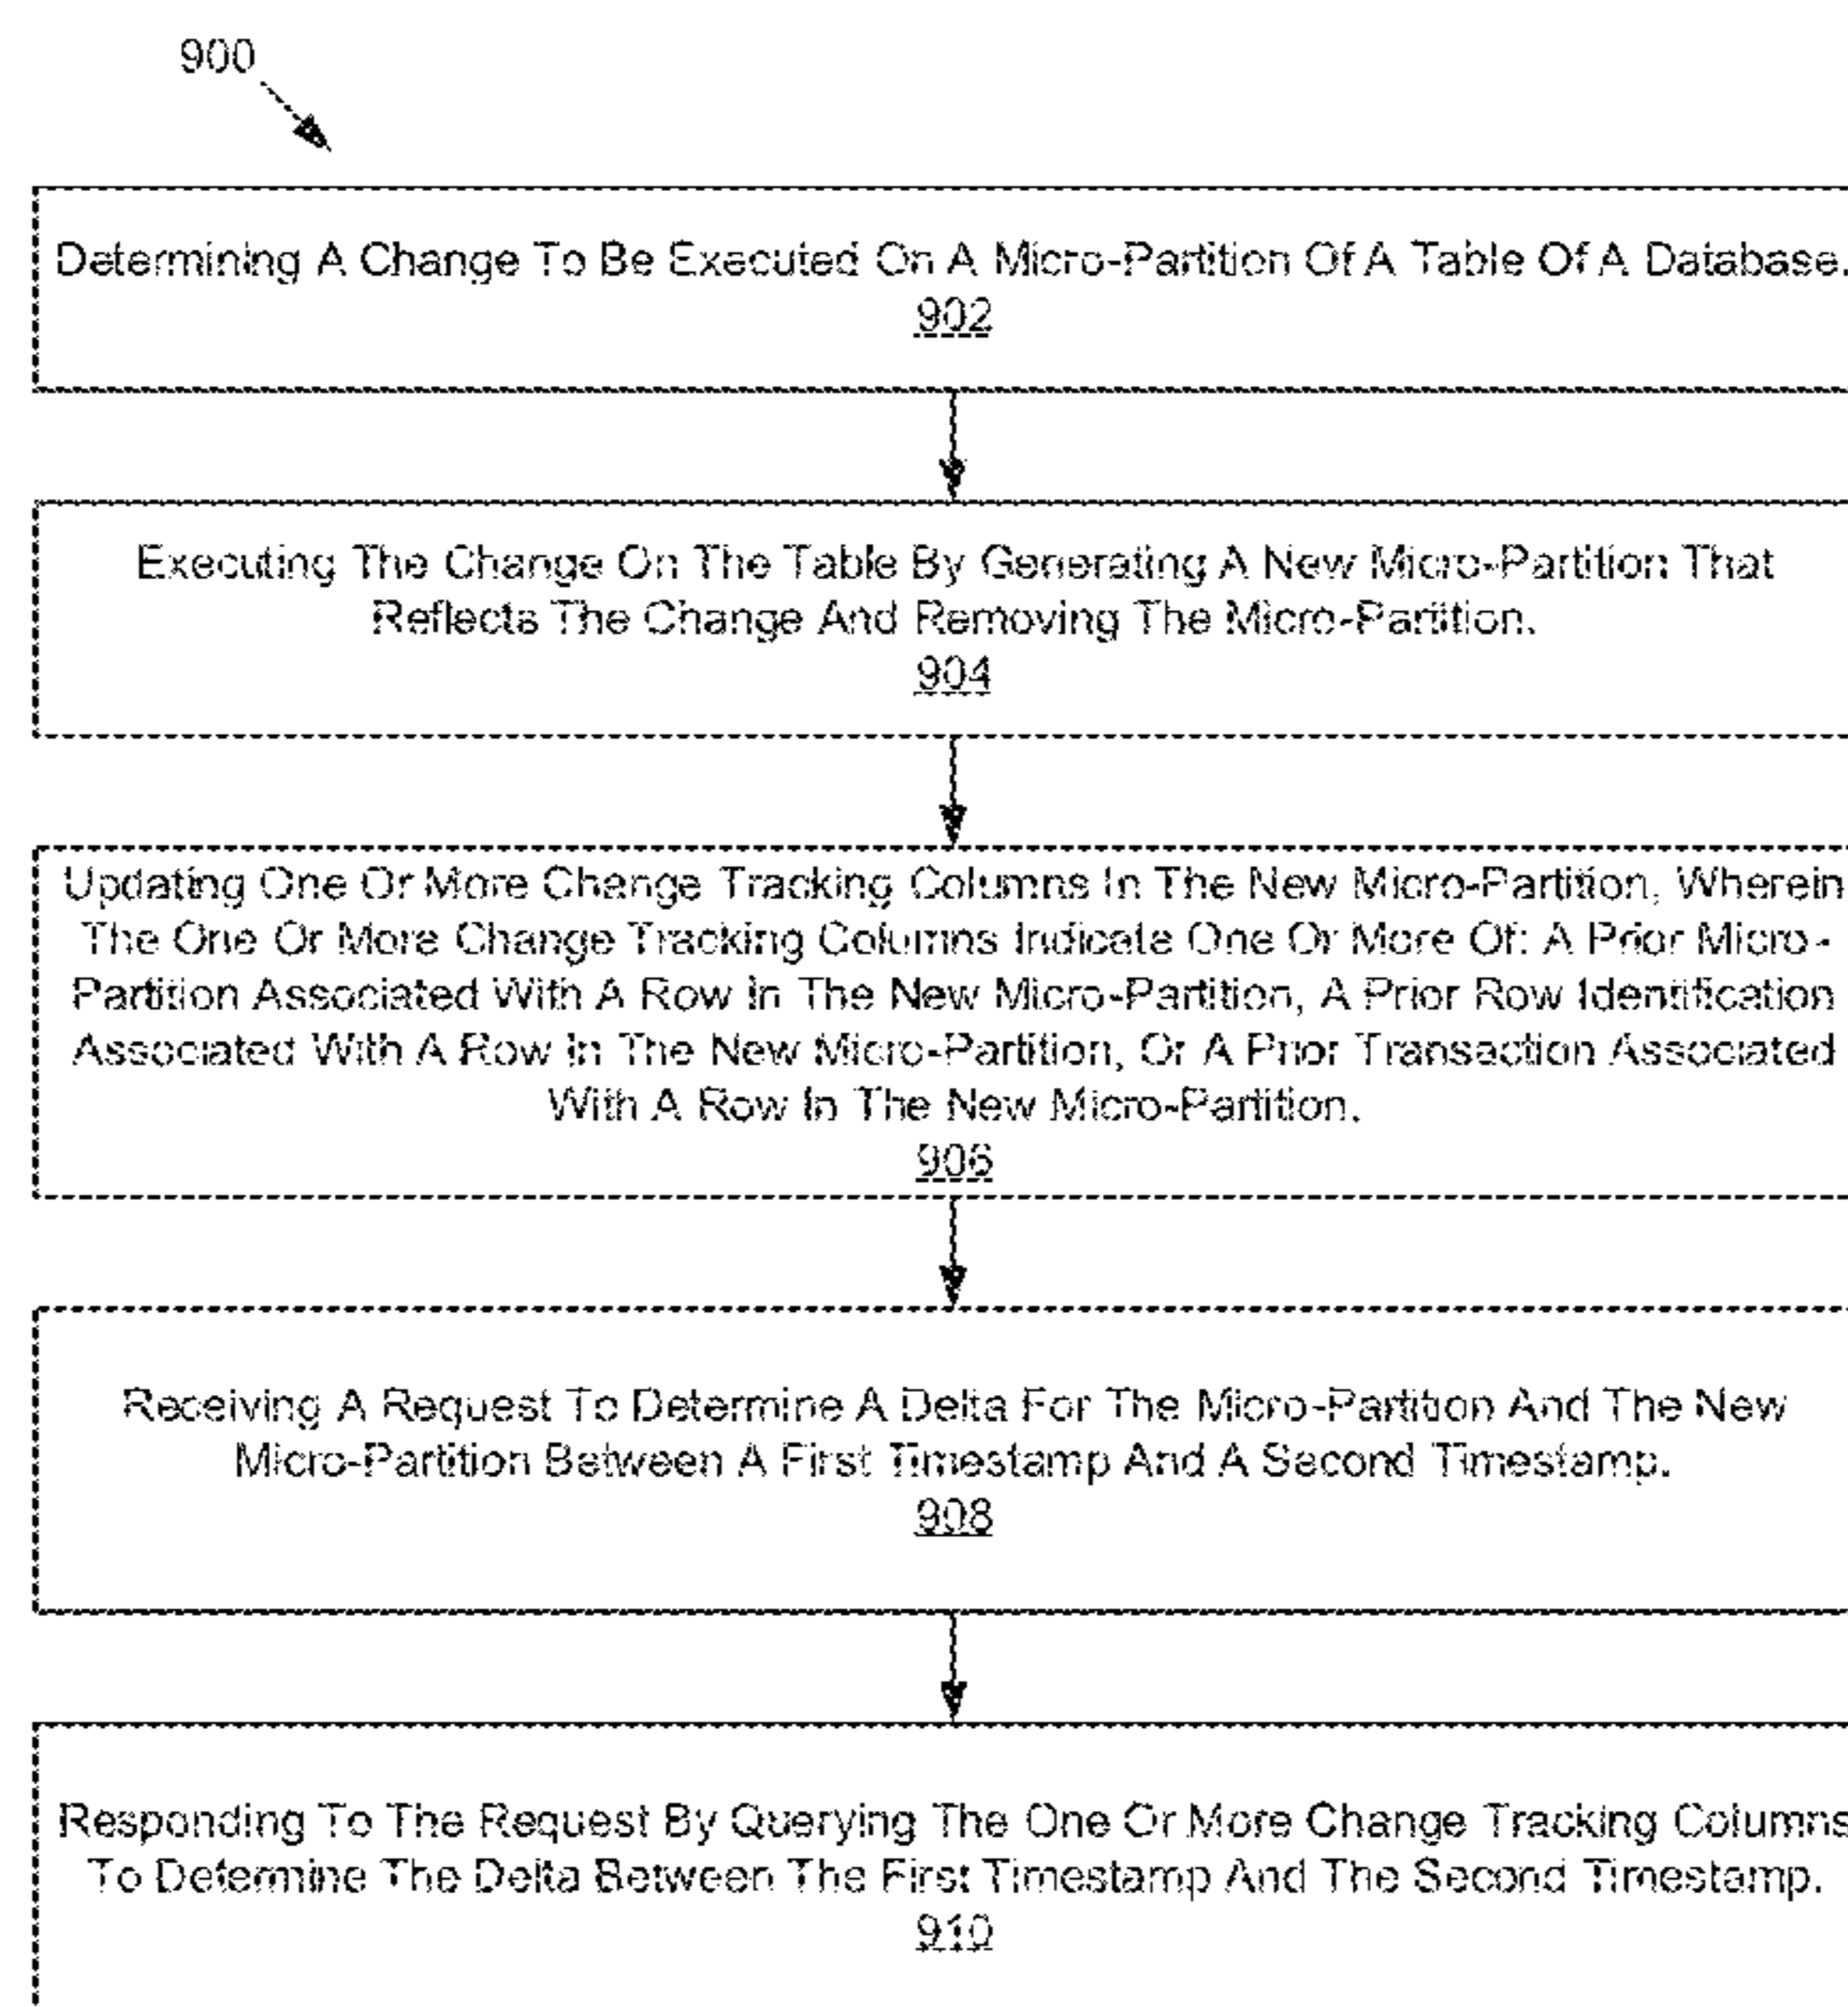 900
Determining A Change To Be Executed On A Micro-Partition Of A Table Of A Database.
902
Executing The Change On The Table By Generating A New Micro-Partition That
Reflects The Change And Removing The Micro-Partition.
904
Updating One Or More Change Tracking Columns In The New Micro-Partition, Wherein
The One Or More Change Tracking Columns Indicate One Or More Of: A Prior Micro-
Partition Associated With A Row In The New Micro-Partition, A Prior Row Identification
Associated With A Row In The New Micro-Partition, Or A Prior Transaction Associated
With A Row In The New Micro-Partition.
906
Receiving A Request To Determine A Delta For The Micro-Partition And The New
Micro-Partition Between A First Timestamp And A Second Timestamp.
908
Responding To The Request By Querying The One Or More Change Tracking Columns
To Determine The Delta Between The First Timestamp And The Second Timestamp.
910